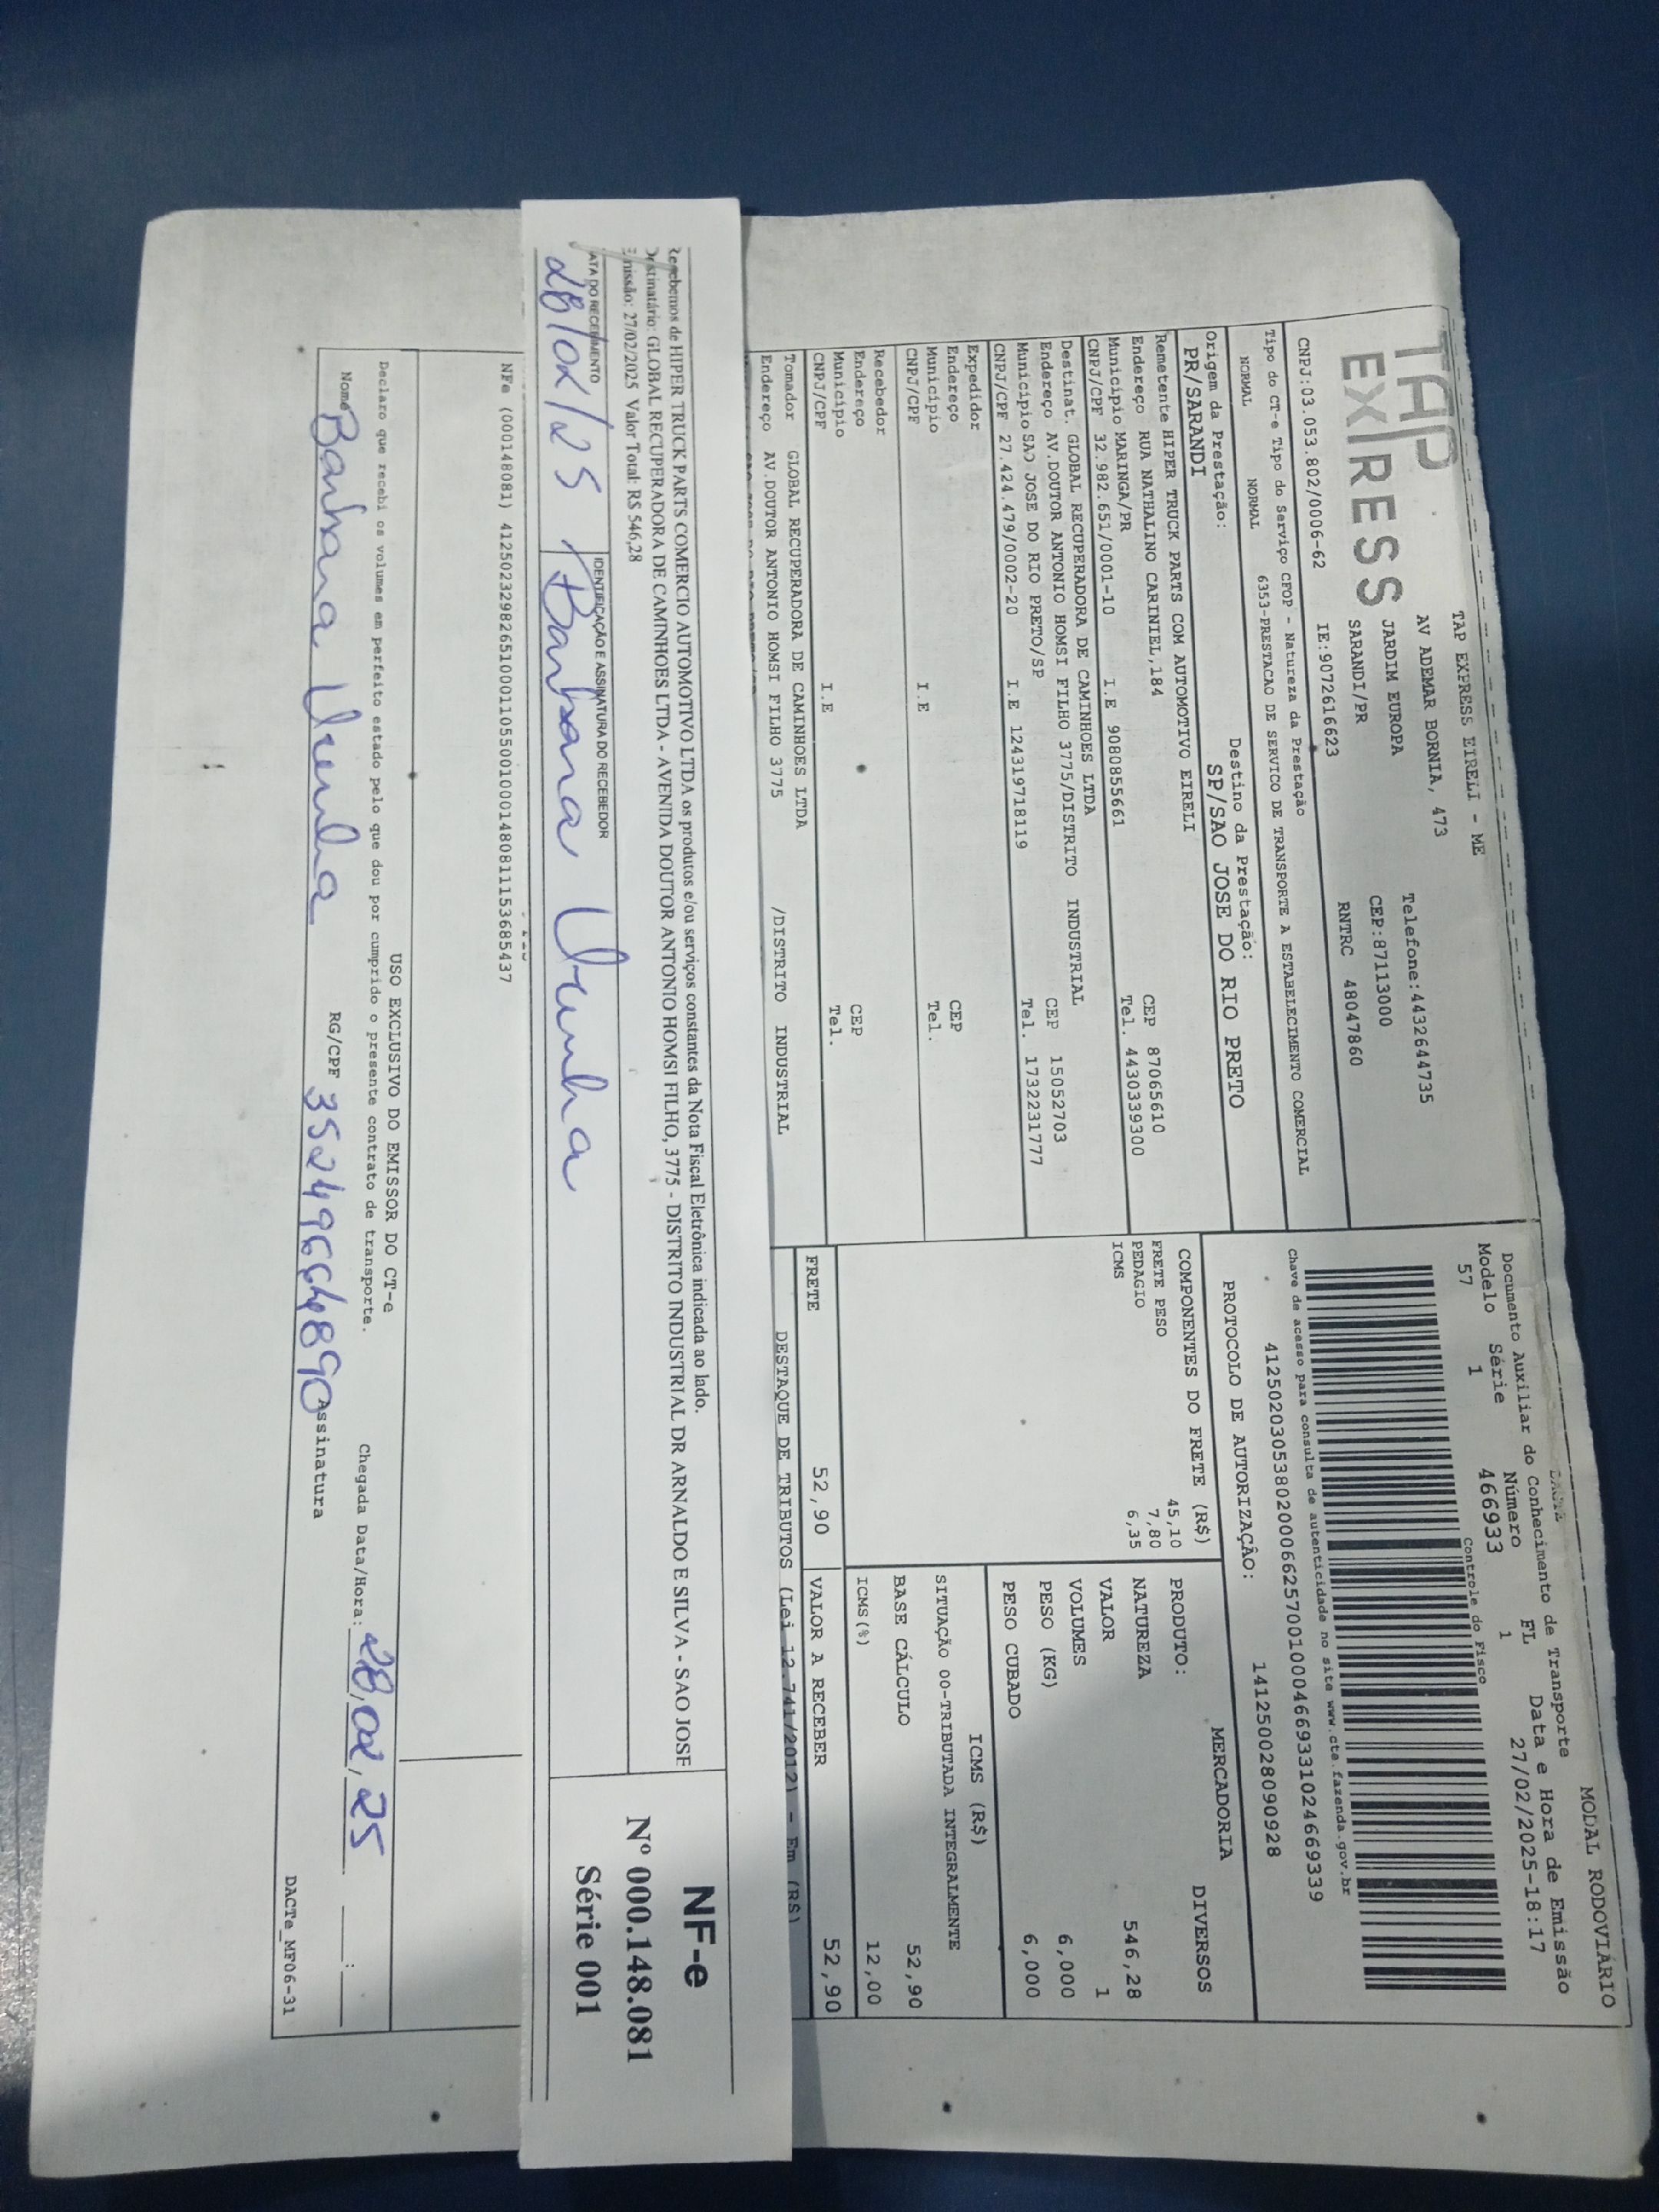 MODAL RODOVIÁRIO
TAP EXPRESS
TAP EXPRESS EIRELI - ME
AV ADEMAR BORNIA, 473
JARDIM EUROPA
SARANDI/PR
Telefone:4432644735
CEP:87113000
CNPJ:03.053.802/0006-62 IE:9072616623 RNTRC 48047860
Documento Auxiliar do Conhecimento de Transporte
Modelo Série Número FL Data e Hora de Emissão
57 1 466933 1 27/02/2025-18:17
Controle do Fisco
Chave de acesso para consulta de autenticidade no site www.cte.fazenda.gov.br
41250203053802000662570010004669331024669339
PROTOCOLO DE AUTORIZAÇÃO: 141250028090928
Tipo do CT-e Tipo do Serviço CFOP - Natureza da Prestação
NORMAL NORMAL 6353-PRESTACAO DE SERVICO DE TRANSPORTE A ESTABELECIMENTO COMERCIAL
Origem da Prestação: Destino da Prestação:
PR/SARANDI SP/SAO JOSE DO RIO PRETO
Remetente HIPER TRUCK PARTS COM AUTOMOTIVO EIRELI
Endereço RUA NATHALINO CARINIEL,184 CEP 87065610
Município MARINGA/PR Tel. 4430339300
CNPJ/CPF 32.982.651/0001-10 I.E 9080855661
Destinat. GLOBAL RECUPERADORA DE CAMINHOES LTDA
Endereço AV.DOUTOR ANTONIO HOMSI FILHO 3775/DISTRITO INDUSTRIAL CEP 15052703
Município SAO JOSE DO RIO PRETO/SP Tel. 1732231777
CNPJ/CPF 27.424.479/0002-20 I.E 124319718119
Expedidor
Endereço CEP
Município Tel.
CNPJ/CPF I.E
Recebedor
Endereço CEP
Município Tel.
CNPJ/CPF I.E
Tomador GLOBAL RECUPERADORA DE CAMINHOES LTDA
Endereço AV.DOUTOR ANTONIO HOMSI FILHO 3775 /DISTRITO INDUSTRIAL
COMPONENTES DO FRETE (R$)
FRETE PESO 45,10
PEDAGIO 7,80
ICMS 6,35
MERCADORIA
PRODUTO: DIVERSOS
NATUREZA
VALOR 546,28
VOLUMES 1
PESO (KG) 6,000
PESO CUBADO 6,000
ICMS (R$)
SITUAÇÃO 00-TRIBUTADA INTEGRALMENTE
BASE CÁLCULO 52,90
ICMS(%) 12,00
FRETE 52,90 VALOR A RECEBER 52,90
DESTAQUE DE TRIBUTOS (Lei 12.741/2012) - Em (R$)
Recebemos de HIPER TRUCK PARTS COMERCIO AUTOMOTIVO LTDA os produtos e/ou serviços constantes da Nota Fiscal Eletrônica indicada ao lado.
Destinatário: GLOBAL RECUPERADORA DE CAMINHOES LTDA - AVENIDA DOUTOR ANTONIO HOMSI FILHO, 3775 - DISTRITO INDUSTRIAL DR ARNALDO E SILVA - SAO JOSE
Emissão: 27/02/2025 Valor Total: R$ 546,28
DATA DO RECEBIMENTO IDENTIFICAÇÃO E ASSINATURA DO RECEBEDOR
28/02/25 Barbara
NF-e
Nº 000.148.081
Série 001
NFe (000148081) 41250232982651000110550010001480811153685437
USO EXCLUSIVO DO EMISSOR DO CT-e
Declaro que recebi os volumes em perfeito estado pelo que dou por cumprido o presente contrato de transporte. Chegada Data/Hora: 28,02,25 :
Nome Barbara RG/CPF 35249664890 Assinatura
DACTe_MF06-31